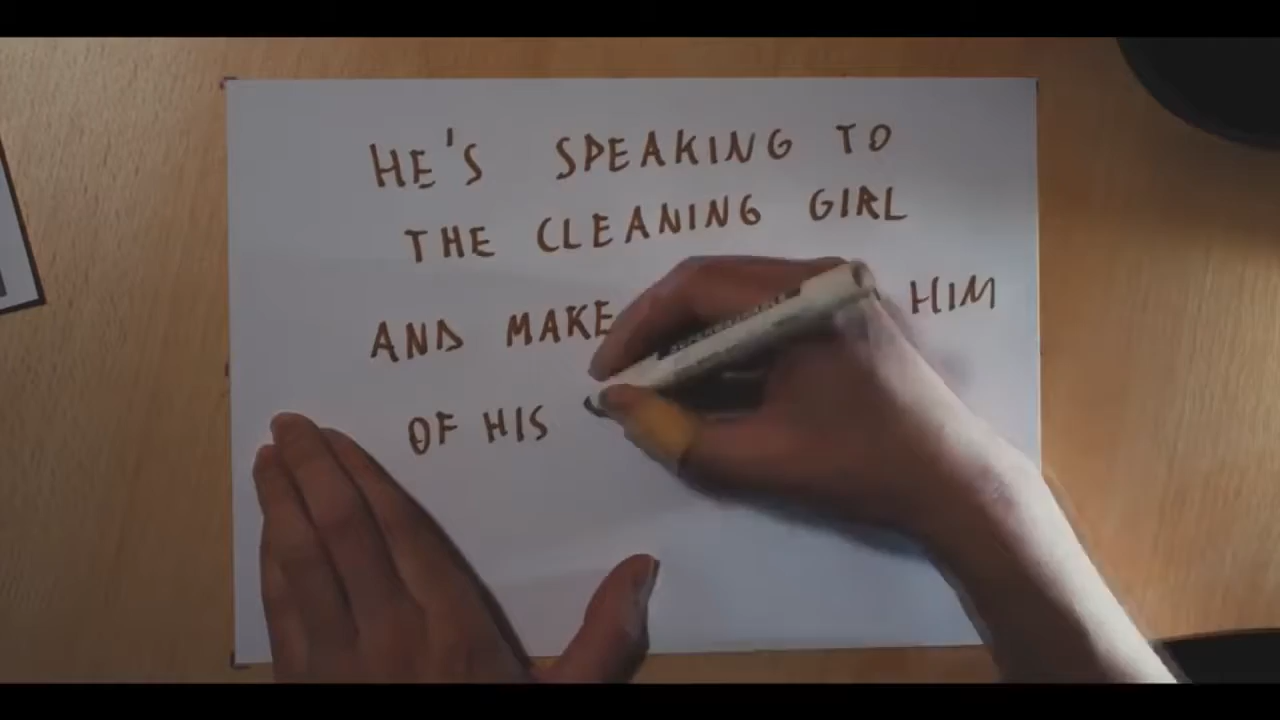 HE'S SPEAKING TO
THE CLEANING GIRL
AND MAKE HIM
OF HIS